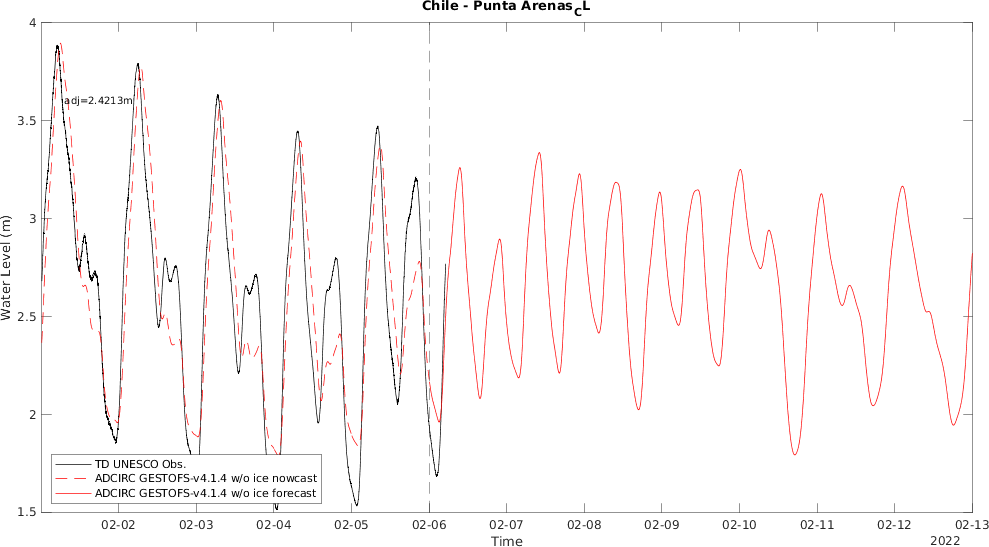 Chile - Punta Arenas_CL
4
3.5
3
2.5
2
1.5
Water Level (m)
adj=2.4213m
TD UNESCO Obs.
ADCIRC GESTOFS-v4.1.4 w/o ice nowcast
ADCIRC GESTOFS-v4.1.4 w/o ice forecast
02-02 02-03 02-04 02-05 02-06 02-07 02-08 02-09 02-10 02-11 02-12 02-13
Time
2022